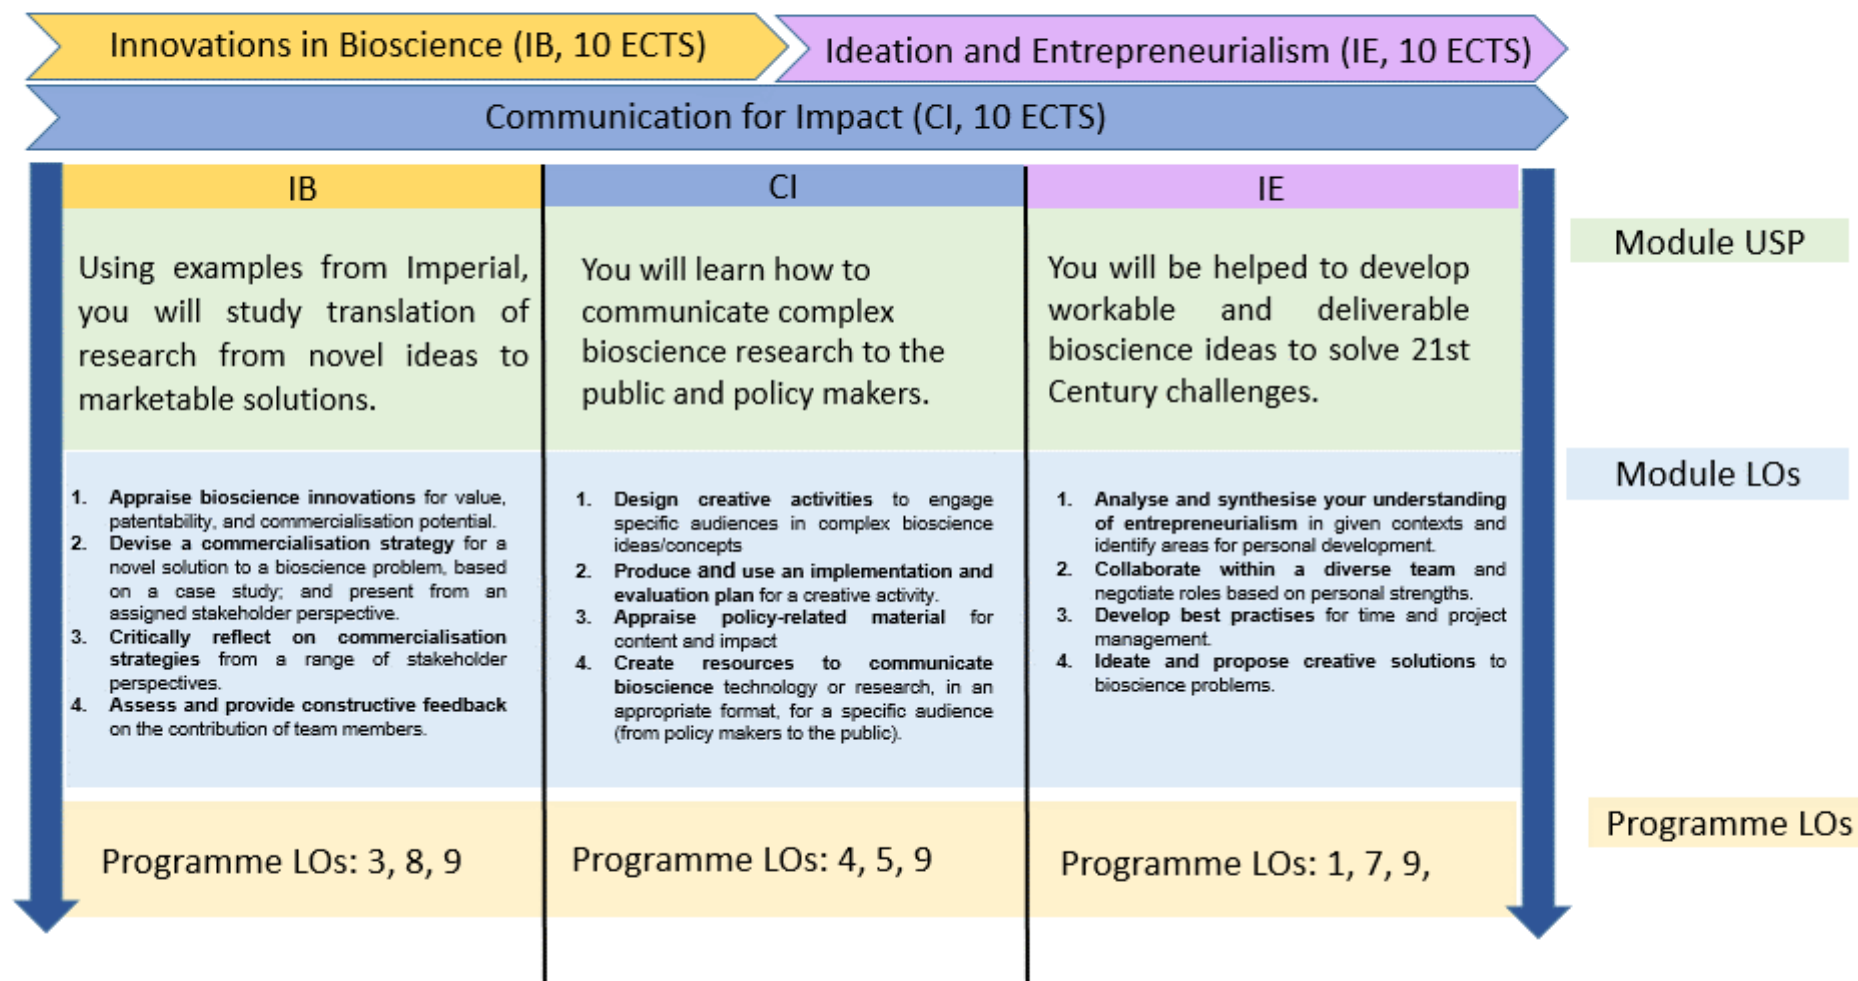 Innovations in Bioscience (IB, 10 ECTS)
Ideation and Entrepreneurialism (IE, 10 ECTS)
Communication for Impact (CI, 10 ECTS)
IB
Using examples from Imperial,
you will study translation of
research from novel ideas to
marketable solutions.
1. Appraise bioscience innovations for value,
patentability, and commercialisation potential.
2. Devise a commercialisation strategy for a
novel solution to a bioscience problem, based
on a case study; and present from an
assigned stakeholder perspective.
3. Critically reflect on commercialisation
strategies from a range of stakeholder
perspectives.
4. Assess and provide constructive feedback
on the contribution of team members.
Programme LOs: 3, 8, 9
CI
You will learn how to
communicate complex
bioscience research to the
public and policy makers.
1. Design creative activities to engage
specific audiences in complex bioscience
ideas/concepts
2. Produce and use an implementation and
evaluation plan for a creative activity.
3. Appraise policy-related material for
content and impact
4. Create resources to communicate
bioscience technology or research, in an
appropriate format, for a specific audience
(from policy makers to the public).
Programme LOs: 4, 5, 9
IE
You will be helped to develop
workable and deliverable
bioscience ideas to solve 21st
Century challenges.
1. Analyse and synthesise your understanding
of entrepreneurialism in given contexts and
identify areas for personal development.
2. Collaborate within a diverse team and
negotiate roles based on personal strengths.
3. Develop best practises for time and project
management.
4. Ideate and propose creative solutions to
bioscience problems.
Programme LOs: 1, 7, 9,
Module USP
Module LOs
Programme LOs